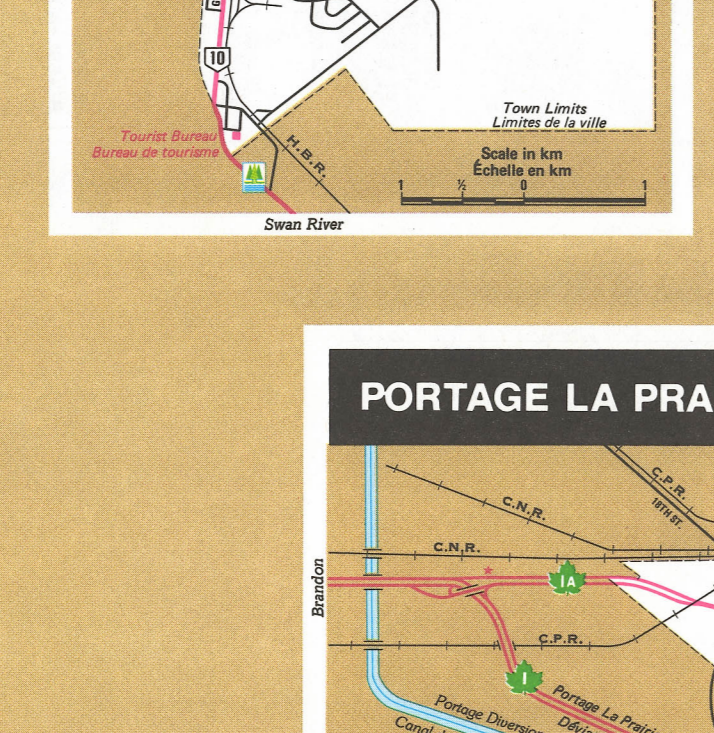 G
10
Tourist Bureau
Bureau de tourisme
H.B.R.
Town Limits
Limites de la ville
Scale in km
Échelle en km
1 ½ 0 1
Swan River
PORTAGE LA PRA
C.P.R.
18TH ST.
C.N.R.
C.N.R.
Brandon
1A
C.P.R.
1
Portage La Prairi
Dévi
Portage Diversion
Canal